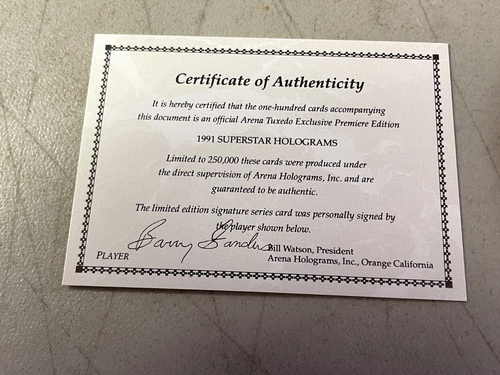 Certificate of Authenticity
It is hereby certified that the one-hundred cards accompanying
this document is an official Arena Tuxedo Exclusive Premiere Edition
1991 SUPERSTAR HOLOGRAMS
Limited to 250,000 these cards were produced under
the direct supervision of Arena Holograms, Inc. and are
guaranteed to be authentic.
The limited edition signature series card was personally signed by
the player shown below.
Barry Sanders
PLAYER
Bill Watson, President
Arena Holograms, Inc., Orange California